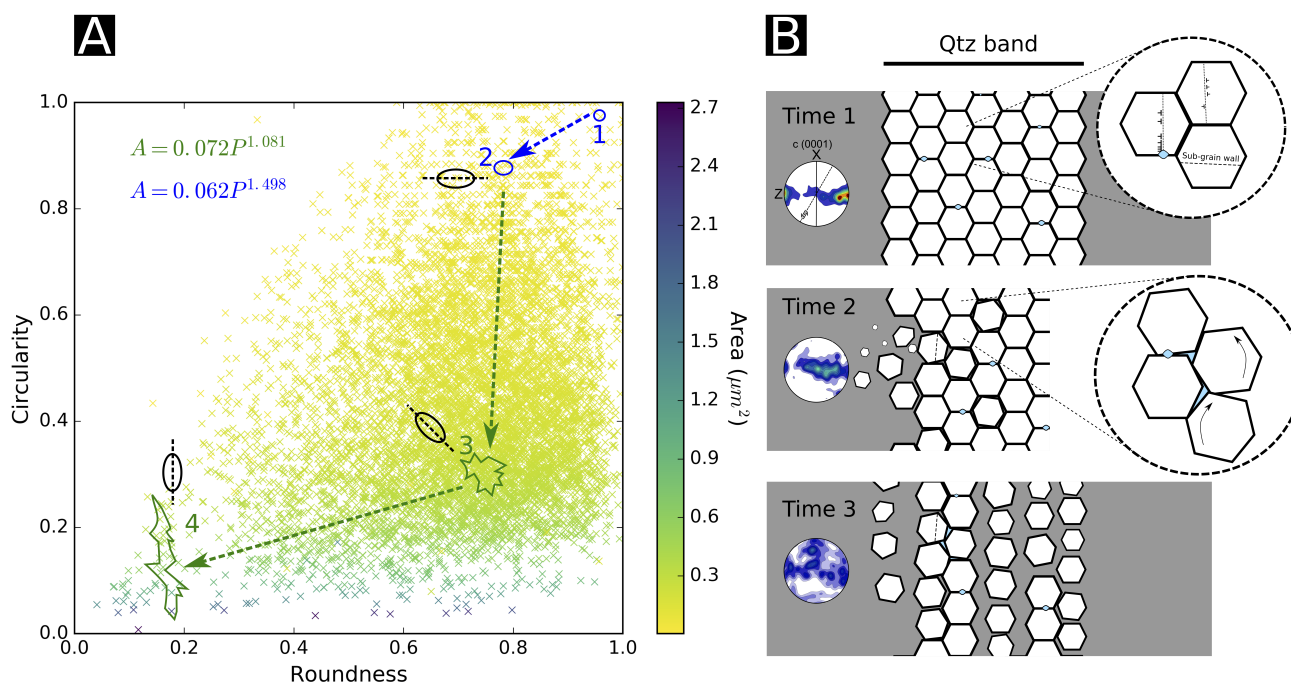 A
B
Qtz band
1.0
0.8
0.6
0.4
0.2
0.0
Circularity
0.0
0.2
0.4
0.6
0.8
1.0
Roundness
A = 0.072P^1.081
A = 0.062P^1.498
1
2
3
4
2.7
2.4
2.1
1.8
1.5
1.2
0.9
0.6
0.3
Area (μm²)
Time 1
c (0001)
X
Z
Sub-grain wall
Time 2
Time 3